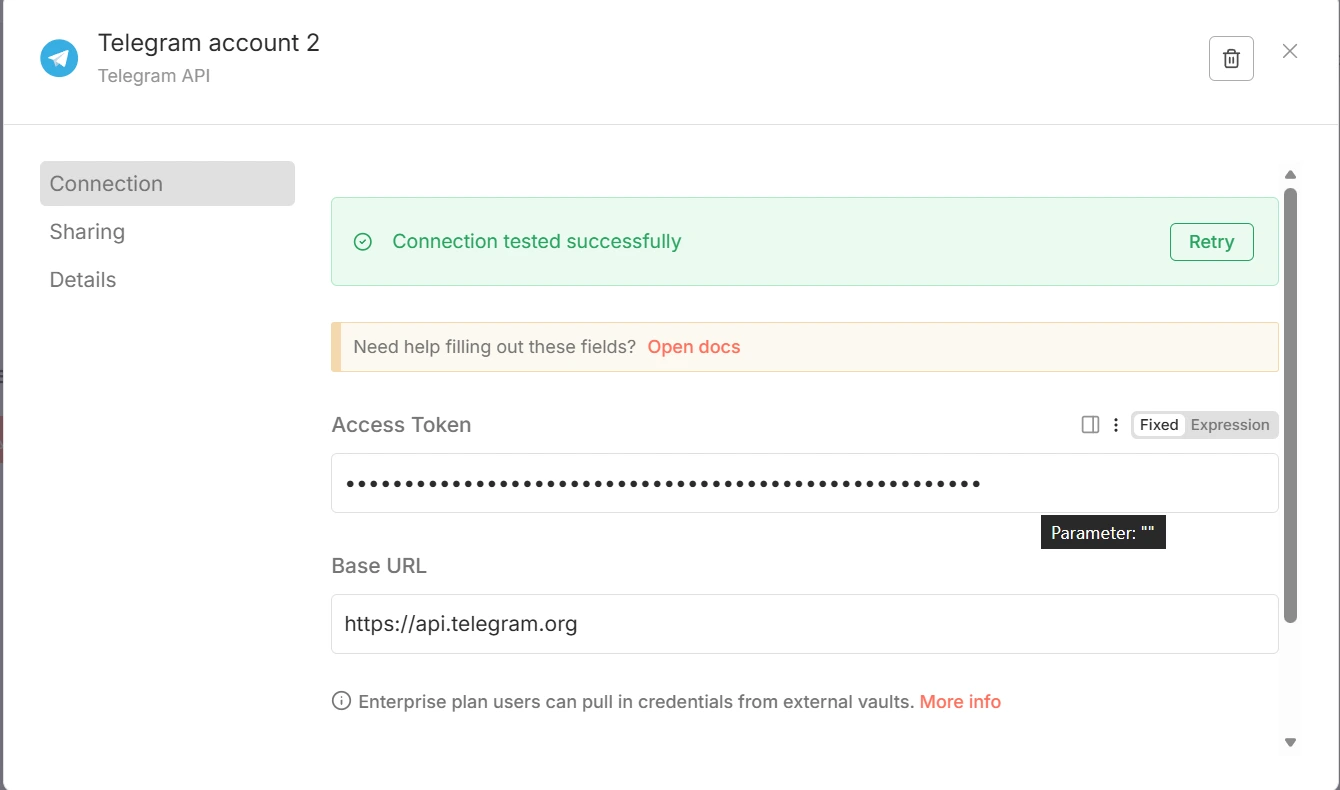 Telegram account 2
Telegram API
Connection
Sharing
Details
Connection tested successfully
Retry
Need help filling out these fields? Open docs
Access Token
Fixed Expression
••••••••••••••••••••••••••••••••••••••••••••••••••••••
Parameter: ""
Base URL
https://api.telegram.org
Enterprise plan users can pull in credentials from external vaults. More info